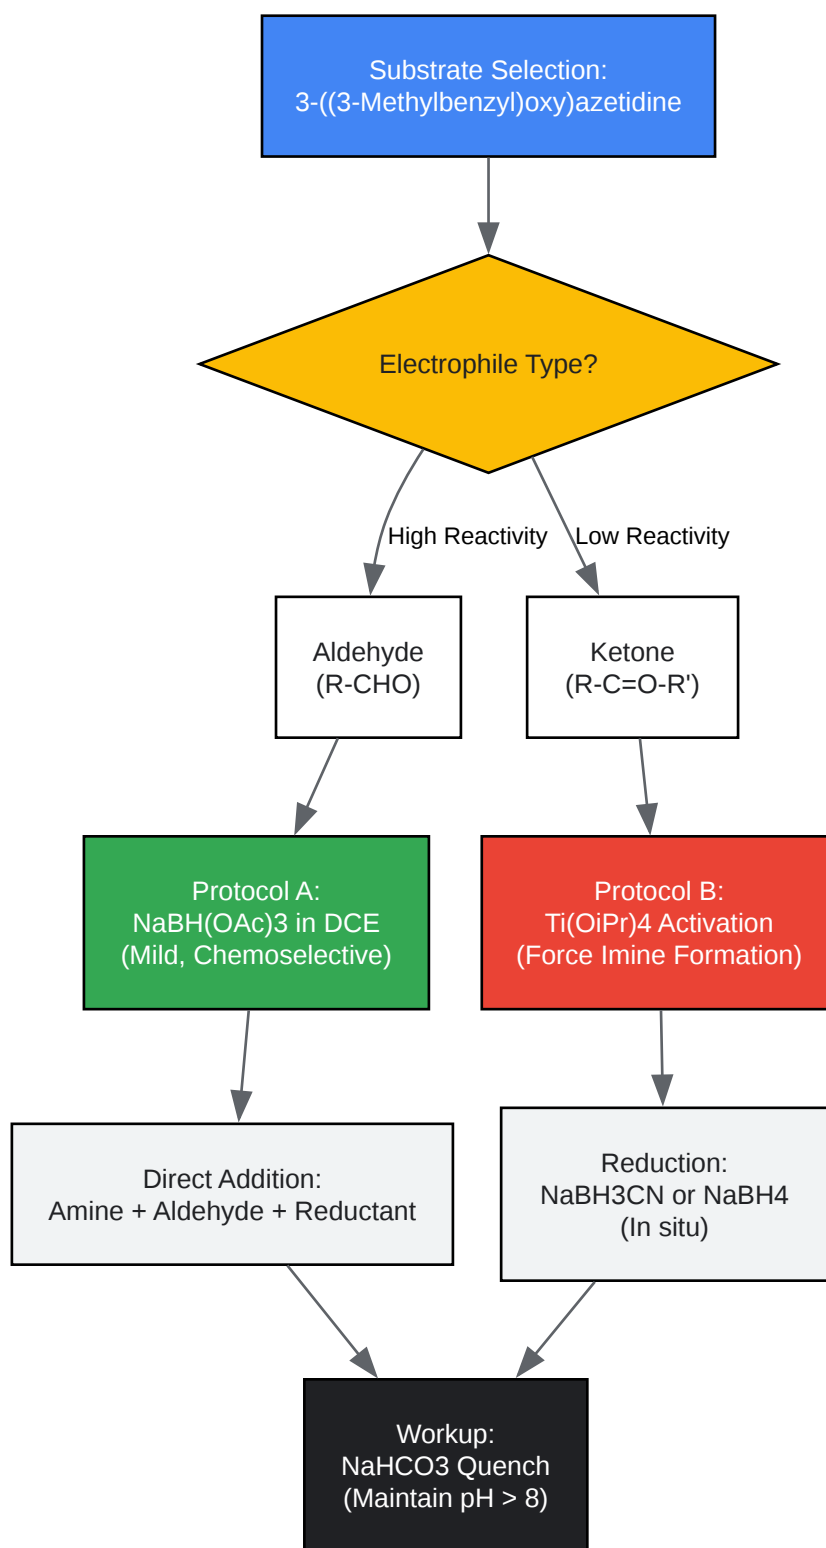 Substrate Selection:
3-((3-Methylbenzyl)oxy)azetidine
Electrophile Type?
High Reactivity
Low Reactivity
Aldehyde
(R-CHO)
Ketone
(R-C=O-R')
Protocol A:
NaBH(OAc)3 in DCE
(Mild, Chemoselective)
Protocol B:
Ti(OiPr)4 Activation
(Force Imine Formation)
Direct Addition:
Amine + Aldehyde + Reductant
Reduction:
NaBH3CN or NaBH4
(In situ)
Workup:
NaHCO3 Quench
(Maintain pH > 8)